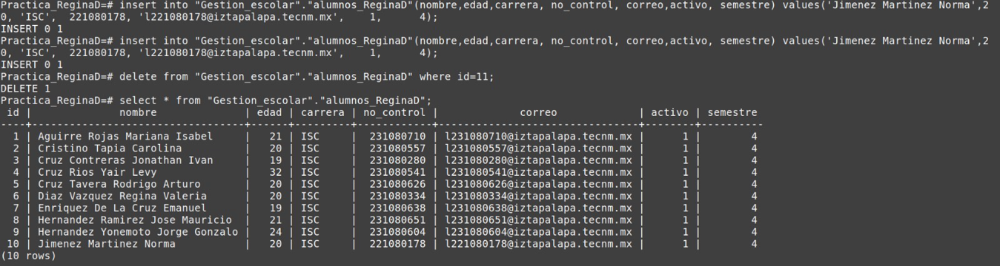 Practica_ReginaD=# insert into "Gestion_escolar"."alumnos_ReginaD"(nombre,edad,carrera, no_control, correo,activo, semestre) values('Jimenez Martinez Norma',2
0, 'ISC',  221080178, 'l221080178@iztapalapa.tecnm.mx',    1,      4);
INSERT 0 1
Practica_ReginaD=# insert into "Gestion_escolar"."alumnos_ReginaD"(nombre,edad,carrera, no_control, correo,activo, semestre) values('Jimenez Martinez Norma',2
0, 'ISC',  221080178, 'l221080178@iztapalapa.tecnm.mx',    1,      4);
INSERT 0 1
Practica_ReginaD=# delete from "Gestion_escolar"."alumnos_ReginaD" where id=11;
DELETE 1
Practica_ReginaD=# select * from "Gestion_escolar"."alumnos_ReginaD";
 id |              nombre              | edad | carrera | no_control |             correo             | activo | semestre
----+----------------------------------+------+---------+------------+--------------------------------+--------+----------
  1 | Aguirre Rojas Mariana Isabel     |   21 | ISC     |  231080710 | l231080710@iztapalapa.tecnm.mx |      1 |        4
  2 | Cristino Tapia Carolina          |   20 | ISC     |  231080557 | l231080557@iztapalapa.tecnm.mx |      1 |        4
  3 | Cruz Contreras Jonathan Ivan     |   19 | ISC     |  231080280 | l231080280@iztapalapa.tecnm.mx |      1 |        4
  4 | Cruz Rios Yair Levy              |   32 | ISC     |  231080541 | l231080541@iztapalapa.tecnm.mx |      1 |        4
  5 | Cruz Tavera Rodrigo Arturo       |   20 | ISC     |  231080626 | l231080626@iztapalapa.tecnm.mx |      1 |        4
  6 | Diaz Vazquez Regina Valeria      |   20 | ISC     |  231080334 | l231080334@iztapalapa.tecnm.mx |      1 |        4
  7 | Enriquez De La Cruz Emanuel      |   19 | ISC     |  231080638 | l231080638@iztapalapa.tecnm.mx |      1 |        4
  8 | Hernandez Ramirez Jose Mauricio  |   21 | ISC     |  231080651 | l231080651@iztapalapa.tecnm.mx |      1 |        4
  9 | Hernandez Yonemoto Jorge Gonzalo |   24 | ISC     |  231080604 | l231080604@iztapalapa.tecnm.mx |      1 |        4
 10 | Jimenez Martinez Norma           |   20 | ISC     |  221080178 | l221080178@iztapalapa.tecnm.mx |      1 |        4
(10 rows)